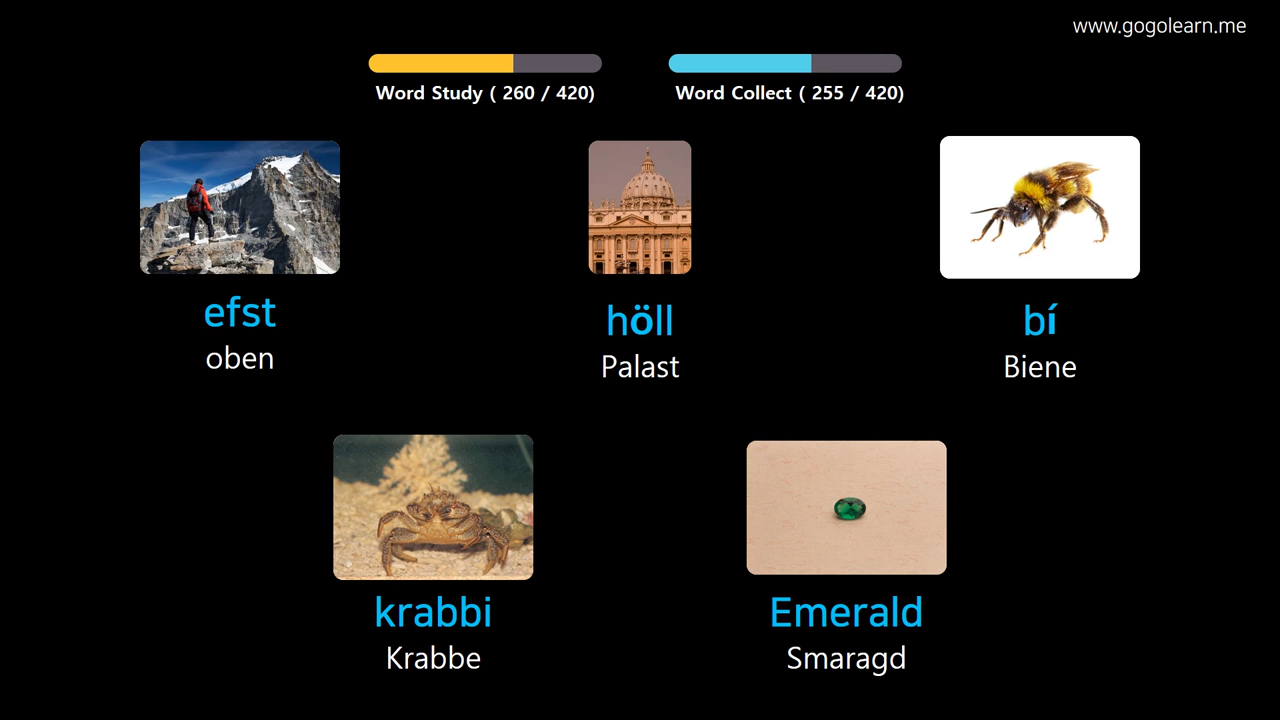 www.gogolearn.me
Word Study ( 260 / 420)
Word Collect ( 255 / 420)
efst
oben
höll
Palast
bí
Biene
krabbi
Krabbe
Emerald
Smaragd